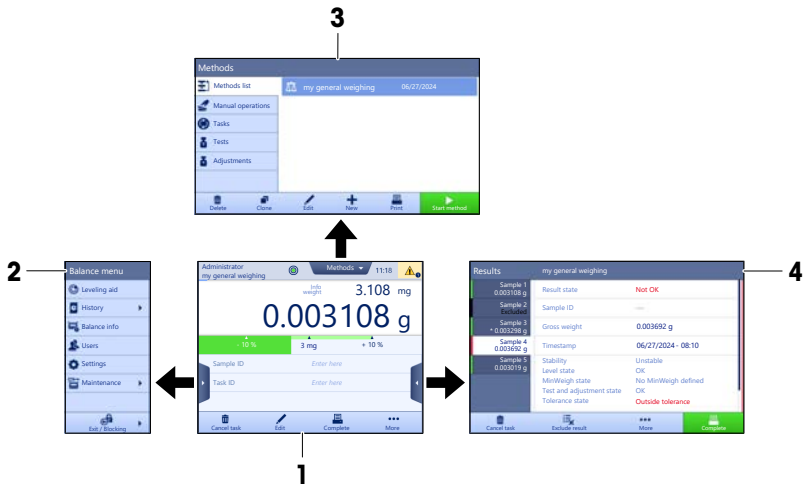 3
Methods
Methods list
my general weighing 06/27/2024
Manual operations
Tasks
Tests
Adjustments
Delete Clone Edit New Print Start method
2
Balance menu
Leveling aid
History
Balance info
Users
Settings
Maintenance
Exit / Blocking
Administrator
my general weighing
Methods
11:18
Info
weight
3.108 mg
0.003108 g
- 10 % 3 mg + 10 %
Sample ID Enter here
Task ID Enter here
Cancel task Edit Complete More
1
4
Results my general weighing
Sample 1
0.003108 g
Sample 2
Excluded
Sample 3
* 0.003298 g
Sample 4
0.003692 g
Sample 5
0.003019 g
Result state Not OK
Sample ID ---
Gross weight 0.003692 g
Timestamp 06/27/2024 - 08:10
Stability Unstable
Level state OK
MinWeigh state No MinWeigh defined
Test and adjustment state OK
Tolerance state Outside tolerance
Cancel task Exclude result More Complete